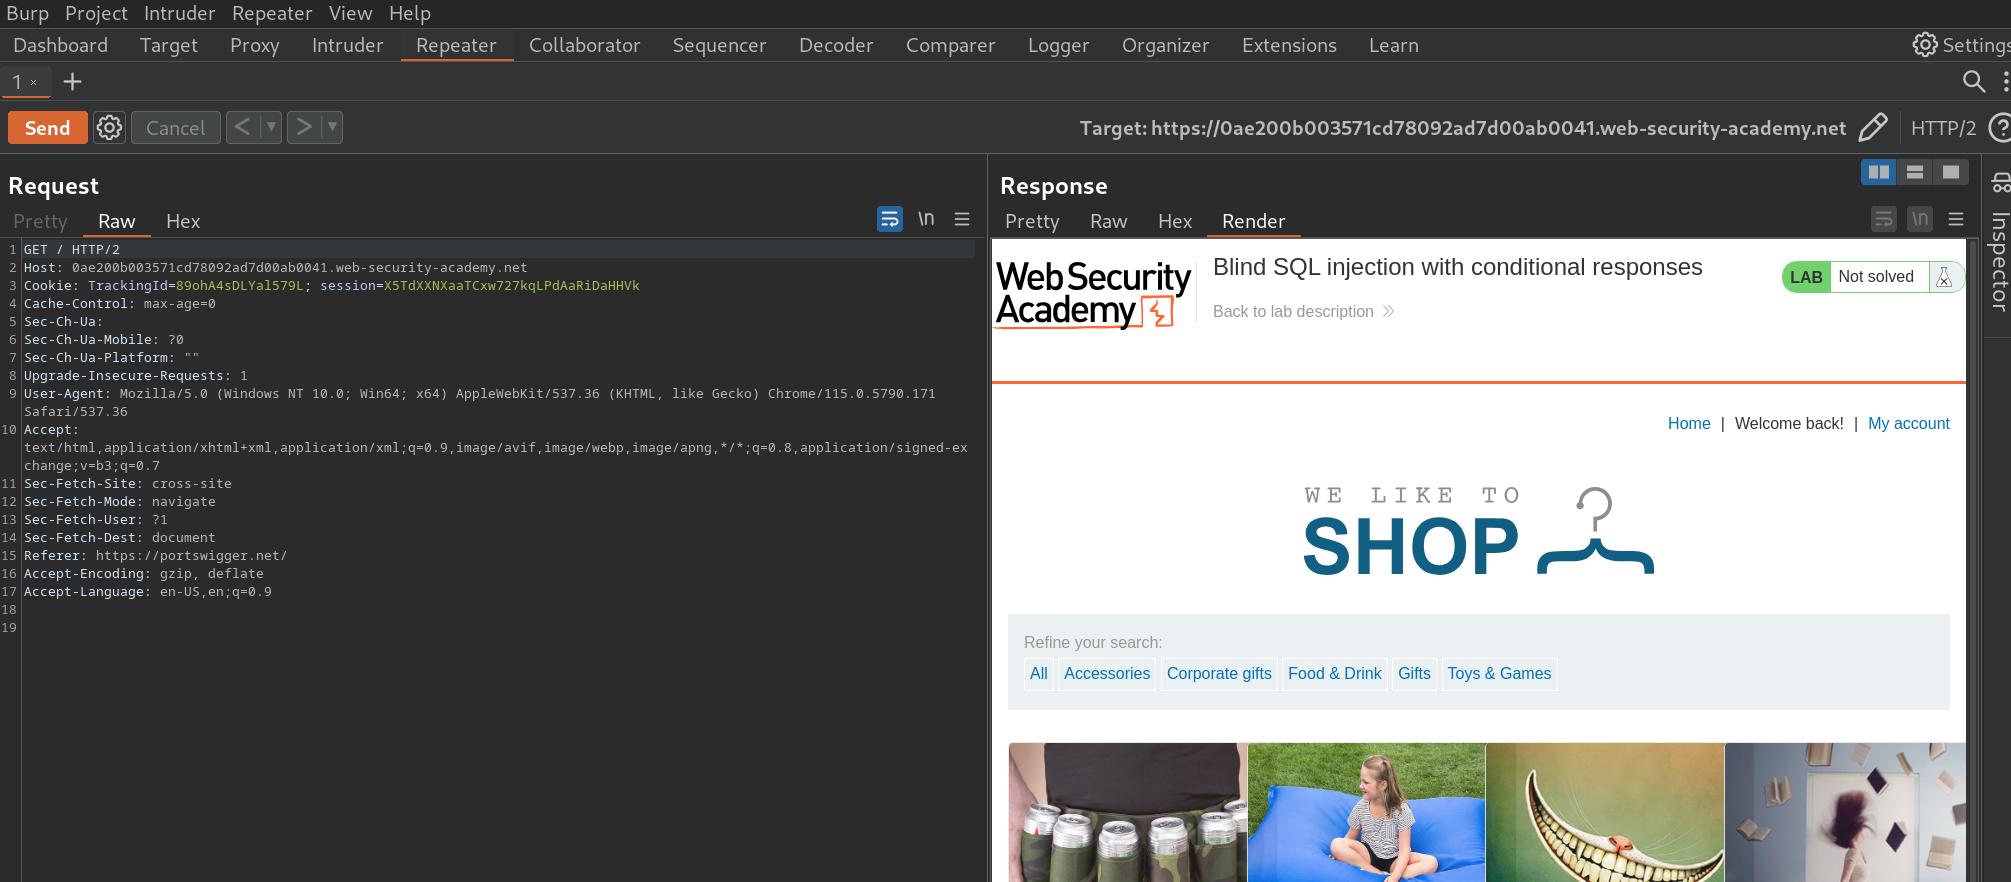 Burp Project Intruder Repeater View Help
Dashboard Target Proxy Intruder Repeater Collaborator Sequencer Decoder Comparer Logger Organizer Extensions Learn Settings
1 × +
Send Cancel < > Target: https://0ae200b003571cd78092ad7d00ab0041.web-security-academy.net HTTP/2 ?
Request
Pretty Raw Hex \n
1 GET / HTTP/2
2 Host: 0ae200b003571cd78092ad7d00ab0041.web-security-academy.net
3 Cookie: TrackingId=89ohA4sDLYal579L; session=X5TdXXNXaaTCxw727kqLPdAaRiDaHHVk
4 Cache-Control: max-age=0
5 Sec-Ch-Ua:
6 Sec-Ch-Ua-Mobile: ?0
7 Sec-Ch-Ua-Platform: ""
8 Upgrade-Insecure-Requests: 1
9 User-Agent: Mozilla/5.0 (Windows NT 10.0; Win64; x64) AppleWebKit/537.36 (KHTML, like Gecko) Chrome/115.0.5790.171
Safari/537.36
10 Accept:
text/html,application/xhtml+xml,application/xml;q=0.9,image/avif,image/webp,image/apng,*/*;q=0.8,application/signed-ex
change;v=b3;q=0.7
11 Sec-Fetch-Site: cross-site
12 Sec-Fetch-Mode: navigate
13 Sec-Fetch-User: ?1
14 Sec-Fetch-Dest: document
15 Referer: https://portswigger.net/
16 Accept-Encoding: gzip, deflate
17 Accept-Language: en-US,en;q=0.9
18
19
Response
Pretty Raw Hex Render \n
Web Security
Academy
Blind SQL injection with conditional responses
Back to lab description
LAB Not solved
Home | Welcome back! | My account
WE LIKE TO
SHOP
Refine your search:
All Accessories Corporate gifts Food & Drink Gifts Toys & Games
Inspector